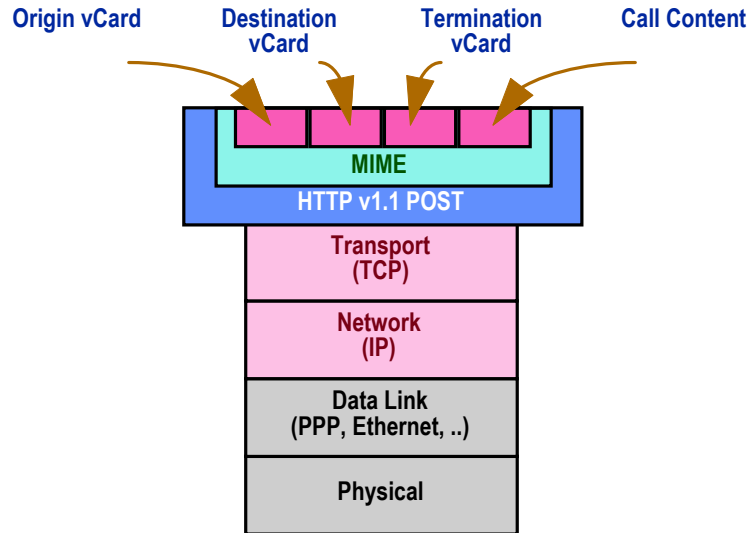 Origin vCard
Destination
vCard
Termination
vCard
Call Content
MIME
HTTP v1.1 POST
Transport
(TCP)
Network
(IP)
Data Link
(PPP, Ethernet, ..)
Physical